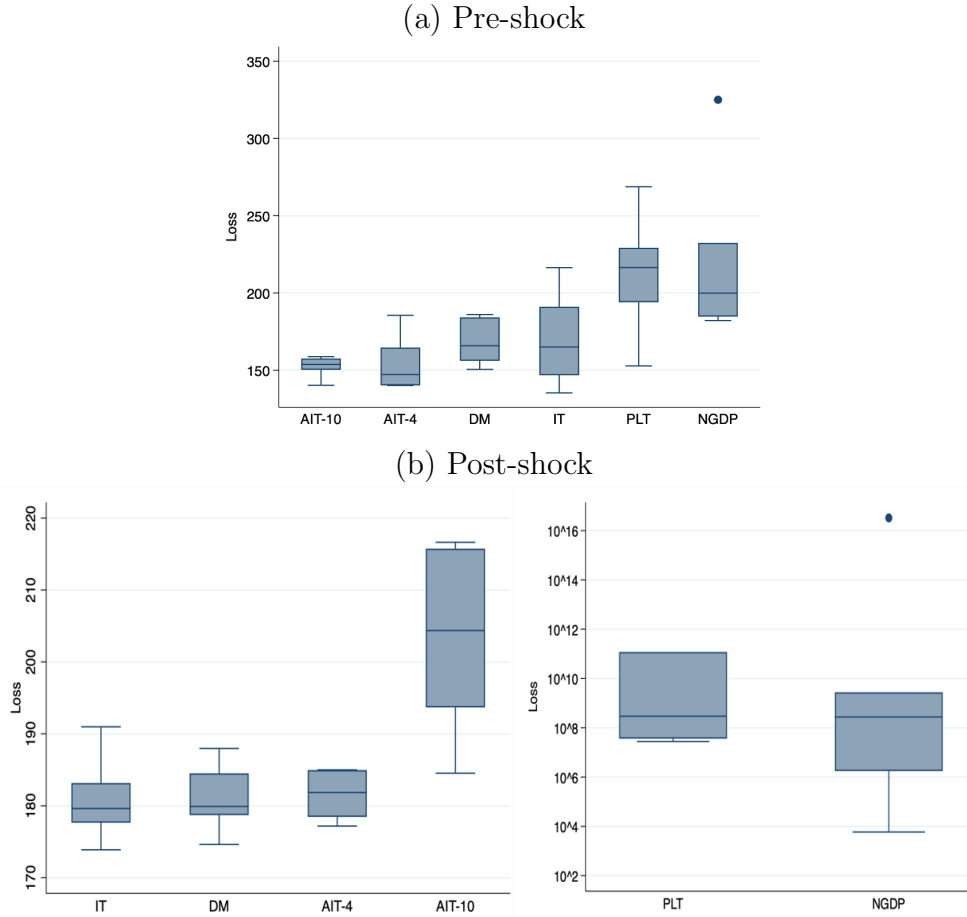 (a) Pre-shock
350
300
250
200
150
Loss
AIT-10 AIT-4 DM IT PLT NGDP
(b) Post-shock
220
210
200
190
180
170
Loss
IT DM AIT-4 AIT-10
10^16
10^14
10^12
10^10
10^8
10^6
10^4
10^2
Loss
PLT NGDP